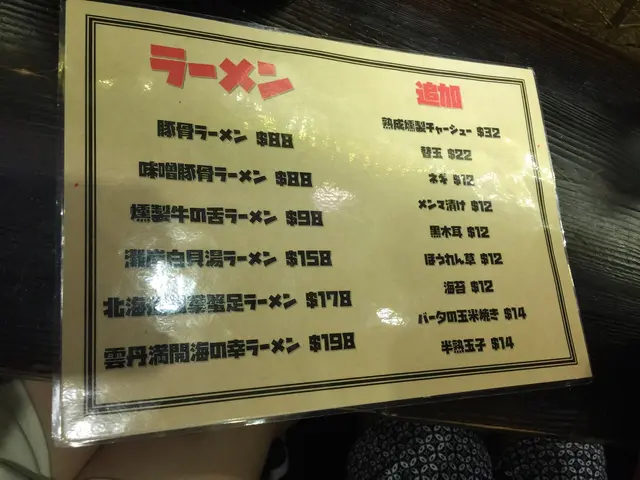 ラーメン
豚骨ラーメン $88
味噌豚骨ラーメン $88
燻製牛の舌ラーメン $98
白貝湯ラーメン $158
北海 蟹足ラーメン $178
雲丹満開海の幸ラーメン $198
追加
熟成燻製チャーシュー $32
替玉 $22
ネギ $12
メンマ漬け $12
黒木耳 $12
ほうれん草 $12
海苔 $12
バータの玉米焼き $14
半熟玉子 $14